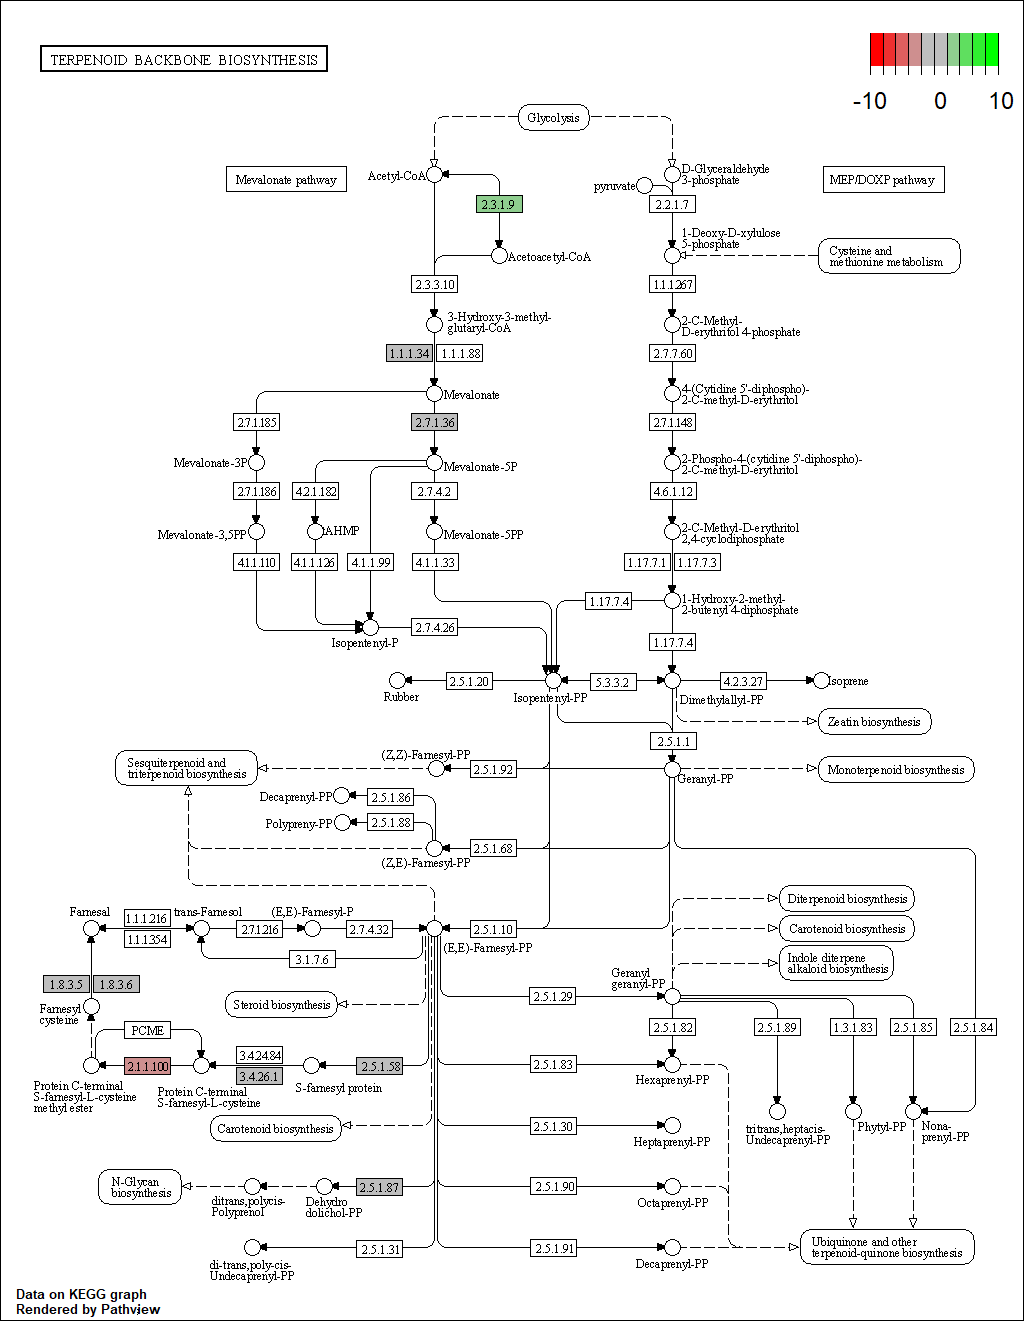 TERPENOID BACKBONE BIOSYNTHESIS
-10 0 10
Glycolysis
Mevalonate pathway
Acetyl-CoA
pyruvate
D-Glyceraldehyde
3-phosphate
MEP/DOXP pathway
2.3.1.9
2.2.1.7
Acetoacetyl-CoA
1-Deoxy-D-xylulose
5-phosphate
Cysteine and
methionine metabolism
2.3.3.10
1.1.1.267
3-Hydroxy-3-methyl-
glutaryl-CoA
2-C-Methyl-
D-erythritol 4-phosphate
1.1.1.34
1.1.1.88
2.7.7.60
Mevalonate
4-(Cytidine 5'-diphospho)-
2-C-methyl-D-erythritol
2.7.1.185
2.7.1.36
2.7.1.148
Mevalonate-3P
Mevalonate-5P
2-Phospho-4-(cytidine 5'-diphospho)-
2-C-methyl-D-erythritol
2.7.1.186
4.2.1.182
2.7.4.2
4.6.1.12
Mevalonate-3,5PP
tAHMP
Mevalonate-5PP
2-C-Methyl-D-erythritol
2,4-cyclodiphosphate
4.1.1.110
4.1.1.126
4.1.1.99
4.1.1.33
1.17.7.1
1.17.7.3
1.17.7.4
1-Hydroxy-2-methyl-
2-butenyl 4-diphosphate
Isopentenyl-P
2.7.4.26
1.17.7.4
Rubber
2.5.1.20
Isopentenyl-PP
5.3.3.2
Dimethylallyl-PP
4.2.3.27
Isoprene
Zeatin biosynthesis
2.5.1.1
Sesquiterpenoid and
triterpenoid biosynthesis
(Z,Z)-Farnesyl-PP
2.5.1.92
Geranyl-PP
Monoterpenoid biosynthesis
Decaprenyl-PP
2.5.1.86
Polypreny-PP
2.5.1.88
(Z,E)-Farnesyl-PP
2.5.1.68
Farnesal
1.1.1.216
1.1.1.354
trans-Farnesol
2.7.1.216
(E,E)-Farnesyl-P
2.7.4.32
2.5.1.10
(E,E)-Farnesyl-PP
3.1.7.6
Diterpenoid biosynthesis
Carotenoid biosynthesis
Indole diterpene
alkaloid biosynthesis
1.8.3.5
1.8.3.6
Farnesyl
cysteine
Steroid biosynthesis
2.5.1.29
Geranyl
geranyl-PP
PCME
2.5.1.82
2.5.1.89
1.3.1.83
2.5.1.85
2.5.1.84
2.1.1.100
3.4.24.84
3.4.26.1
2.5.1.58
2.5.1.83
Protein C-terminal
S-farnesyl-L-cysteine
methyl ester
Protein C-terminal
S-farnesyl-L-cysteine
S-farnesyl protein
Hexaprenyl-PP
Carotenoid biosynthesis
2.5.1.30
Heptaprenyl-PP
tritrans,heptacis-
Undecaprenyl-PP
Phytyl-PP
Nona-
prenyl-PP
N-Glycan
biosynthesis
ditrans,polycis-
Polyprenol
Dehydro
dolichol-PP
2.5.1.87
2.5.1.90
Octaprenyl-PP
di-trans,poly-cis-
Undecaprenyl-PP
2.5.1.31
2.5.1.91
Decaprenyl-PP
Ubiquinone and other
terpenoid-quinone biosynthesis
Data on KEGG graph
Rendered by Pathview